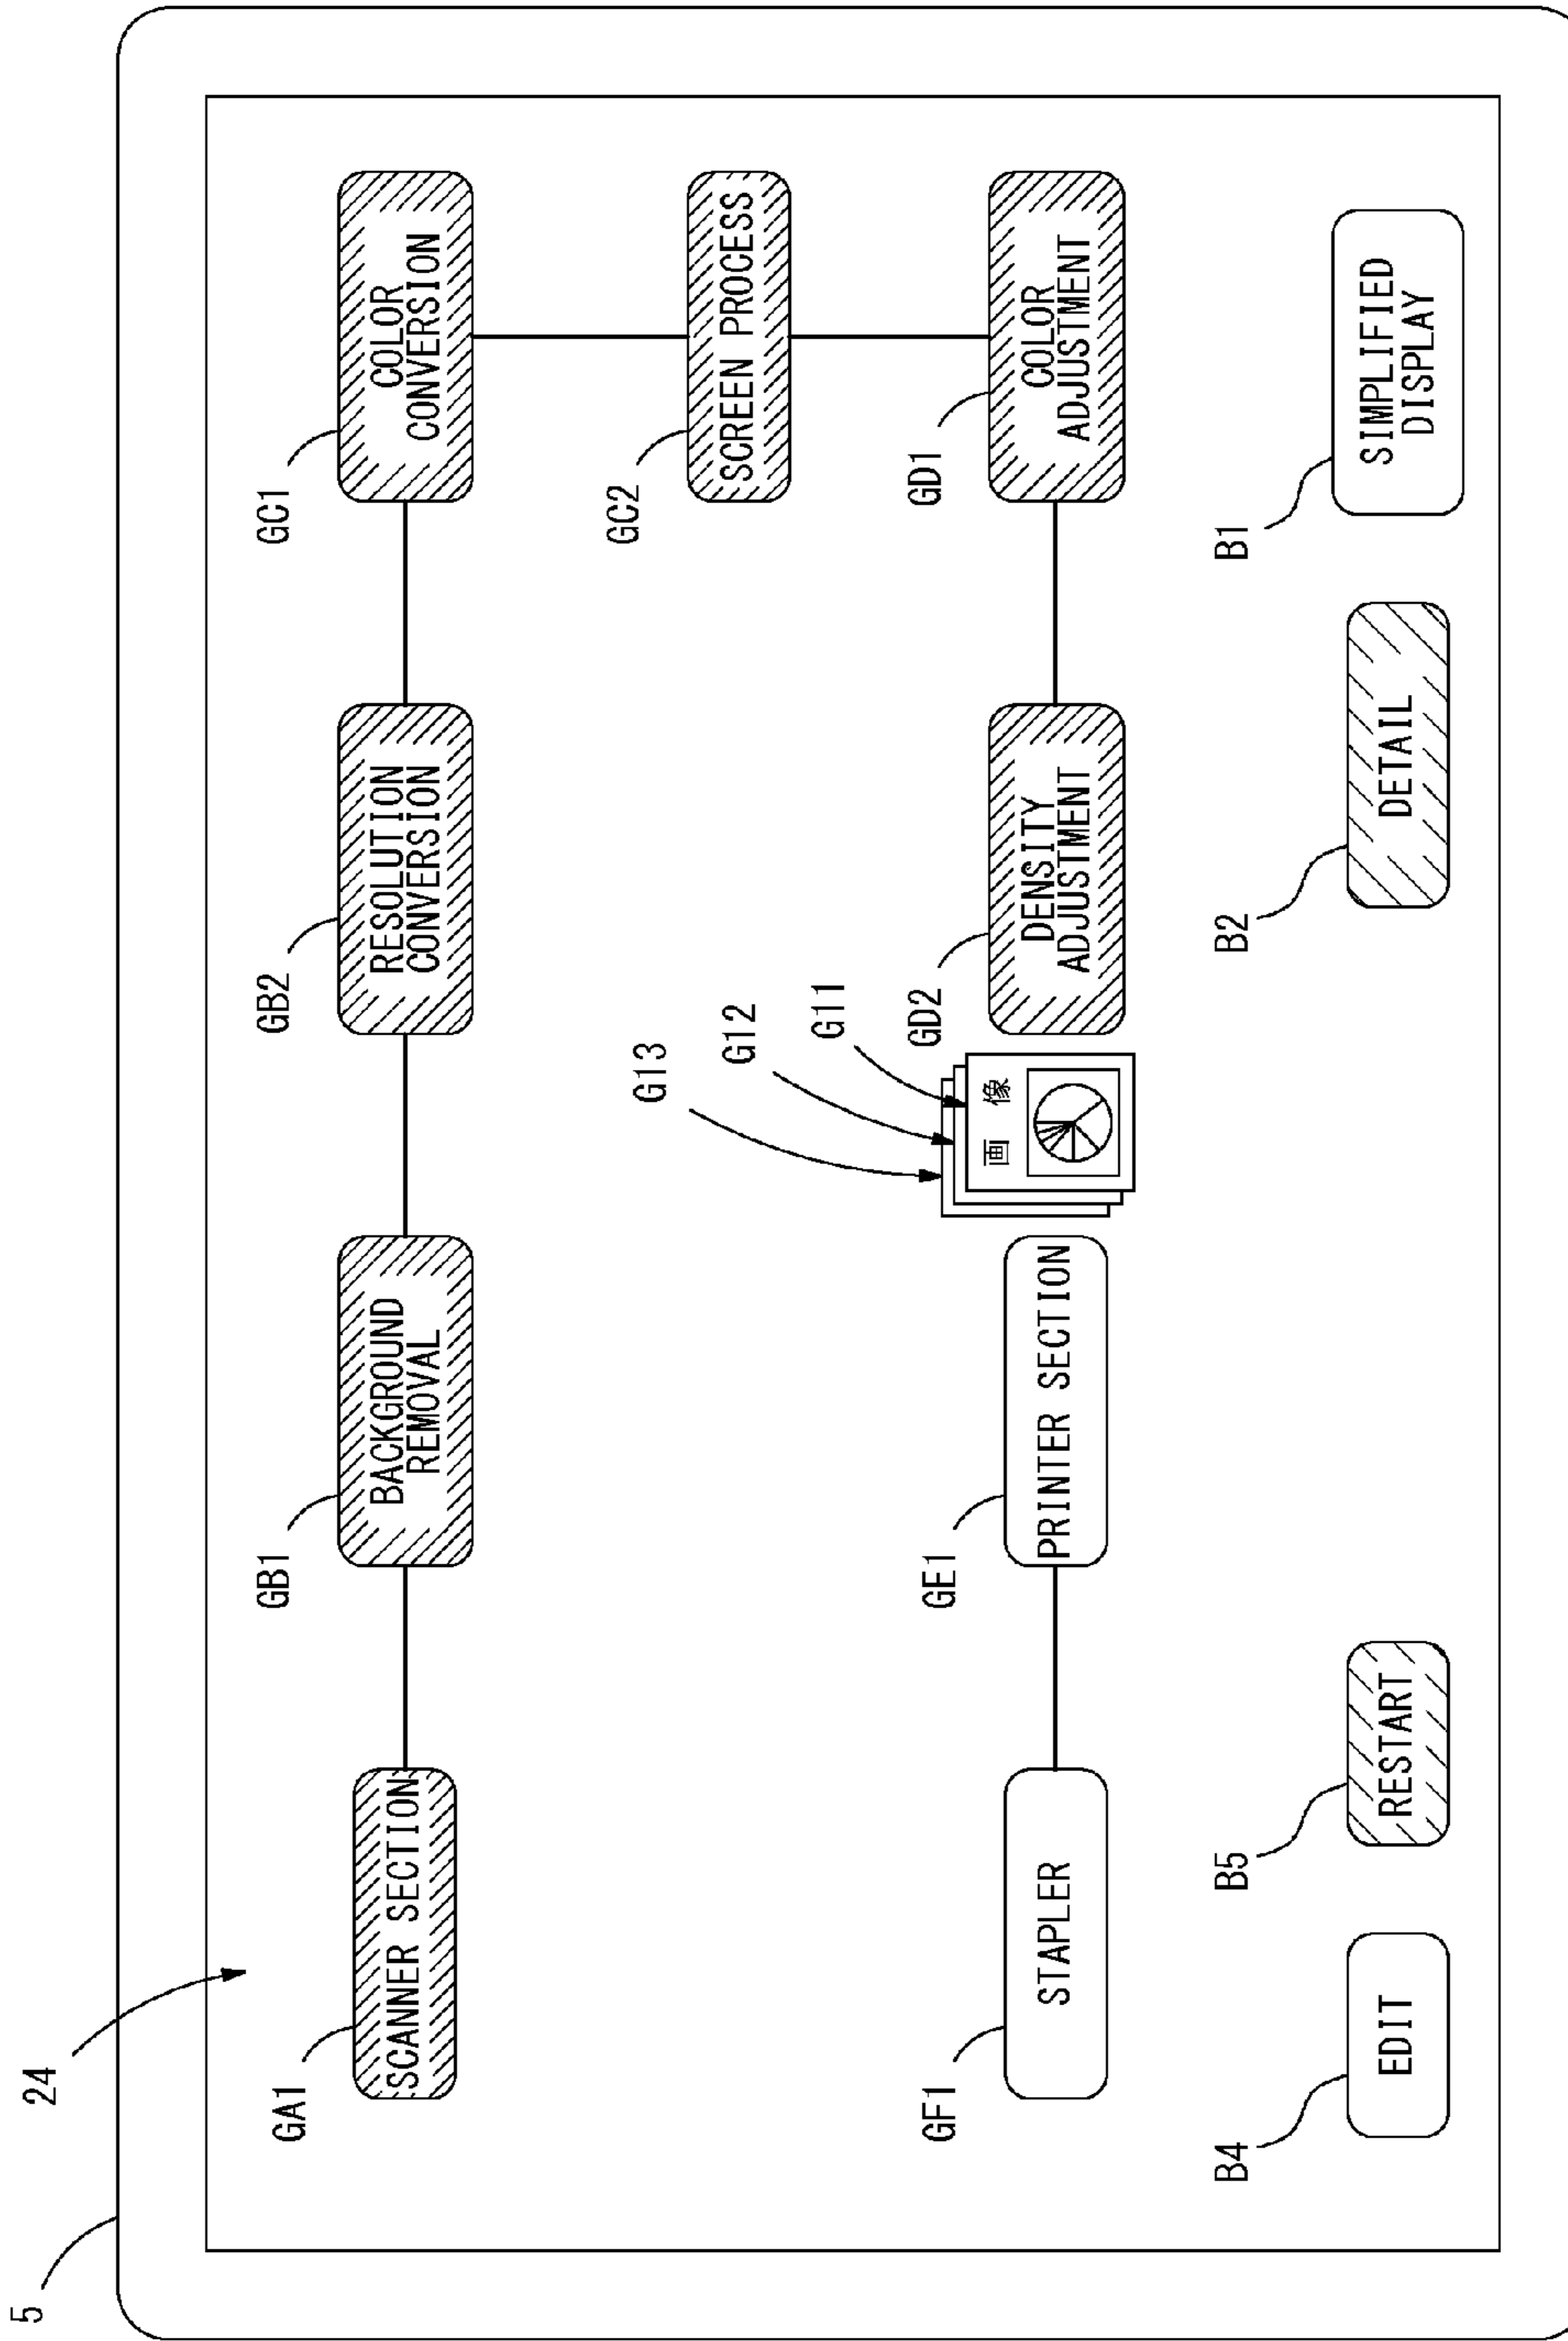 5
24
GA1
SCANNER SECTION
GB1
BACKGROUND
REMOVAL
GB2
RESOLUTION
CONVERSION
GC1
COLOR
CONVERSION
GC2
SCREEN PROCESS
G13
G12
G11
GF1
STAPLER
GE1
PRINTER SECTION
画 像
GD2
DENSITY
ADJUSTMENT
GD1
COLOR
ADJUSTMENT
B4
EDIT
B5
RESTART
B2
DETAIL
B1
SIMPLIFIED
DISPLAY